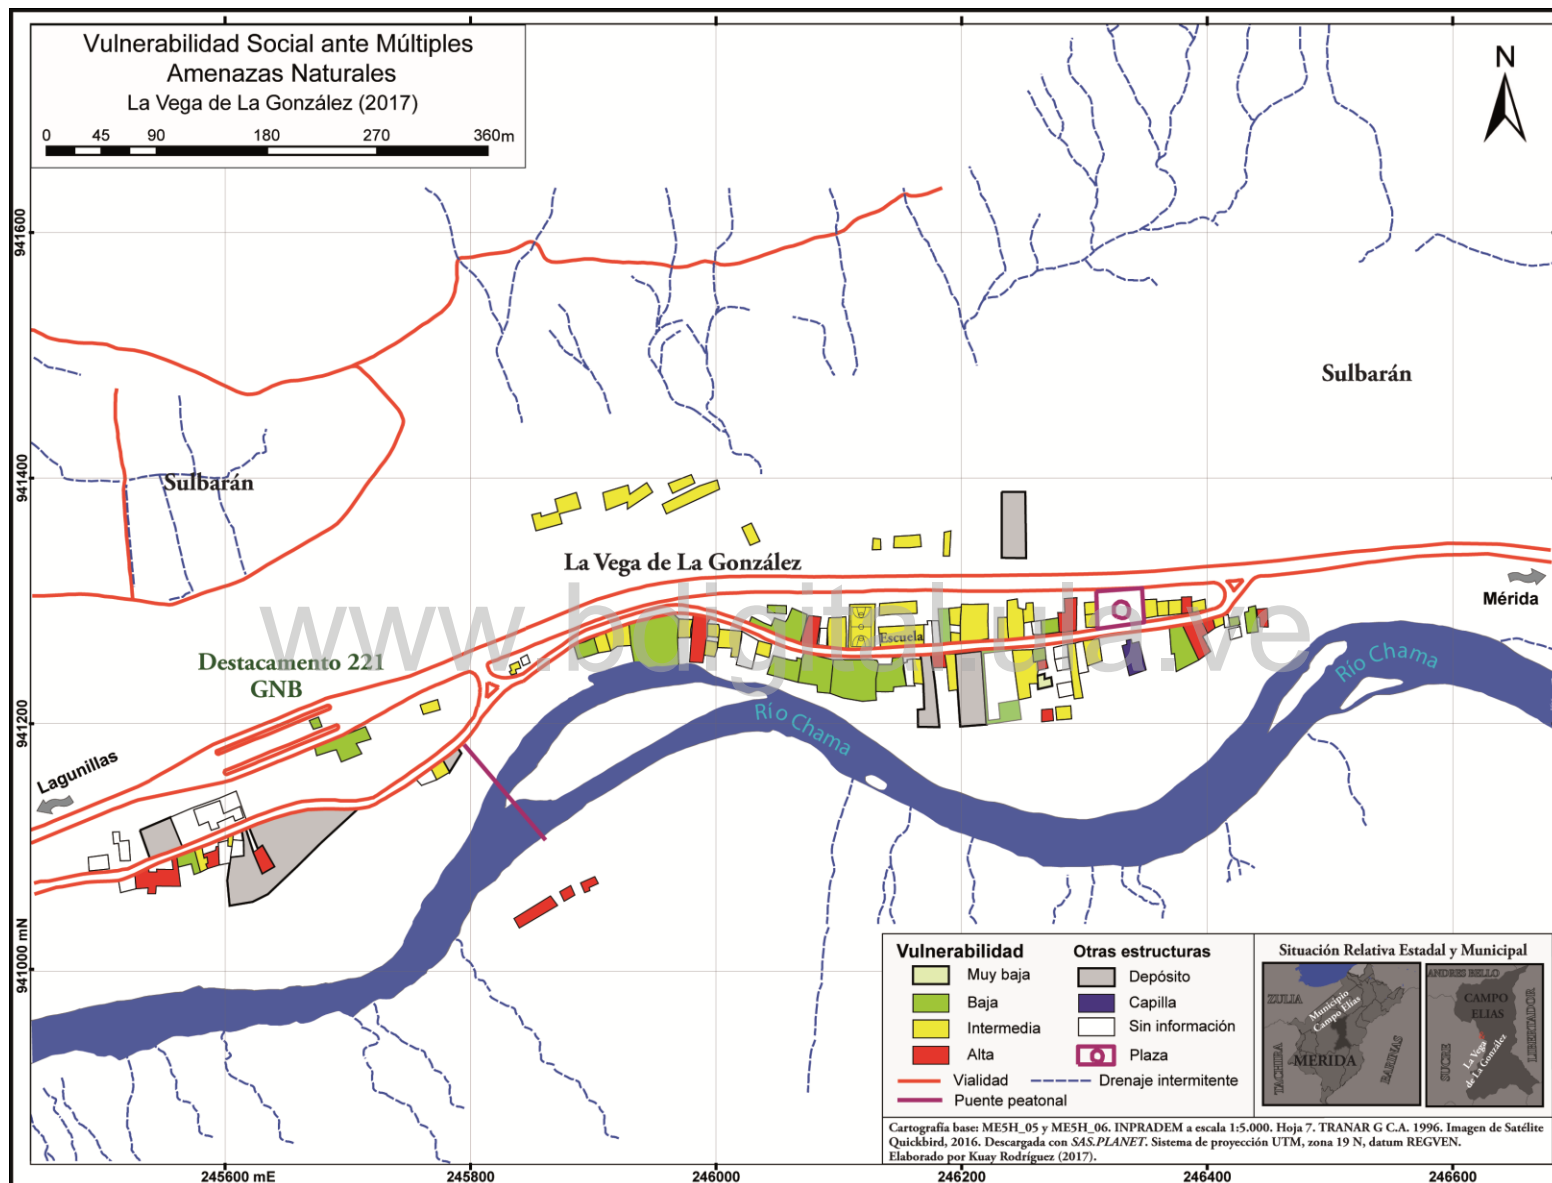 Vulnerabilidad Social ante Múltiples
Amenazas Naturales
La Vega de La González (2017)
0 45 90 180 270 360m
N
941600
941400
941200
941000 mN
Sulbarán
Sulbarán
La Vega de La González
www.bdigital.ula.ve
Escuela
Mérida
Destacamento 221
GNB
Lagunillas
Río Chama
Río Chama
Vulnerabilidad
Muy baja
Baja
Intermedia
Alta
Otras estructuras
Depósito
Capilla
Sin información
Plaza
Vialidad
Drenaje intermitente
Puente peatonal
Situación Relativa Estadal y Municipal
ZULIA
Municipio
Campo Elías
MERIDA
TACHIRA
BARINAS
ANDRES BELLO
CAMPO
ELIAS
LIBERTADOR
SUCRE
La Vega
de La González
Cartografía base: ME5H_05 y ME5H_06. INPRADEM a escala 1:5.000. Hoja 7. TRANAR G C.A. 1996. Imagen de Satélite
Quickbird, 2016. Descargada con SAS.PLANET. Sistema de proyección UTM, zona 19 N, datum REGVEN.
Elaborado por Kuay Rodríguez (2017).
245600 mE 245800 246000 246200 246400 246600